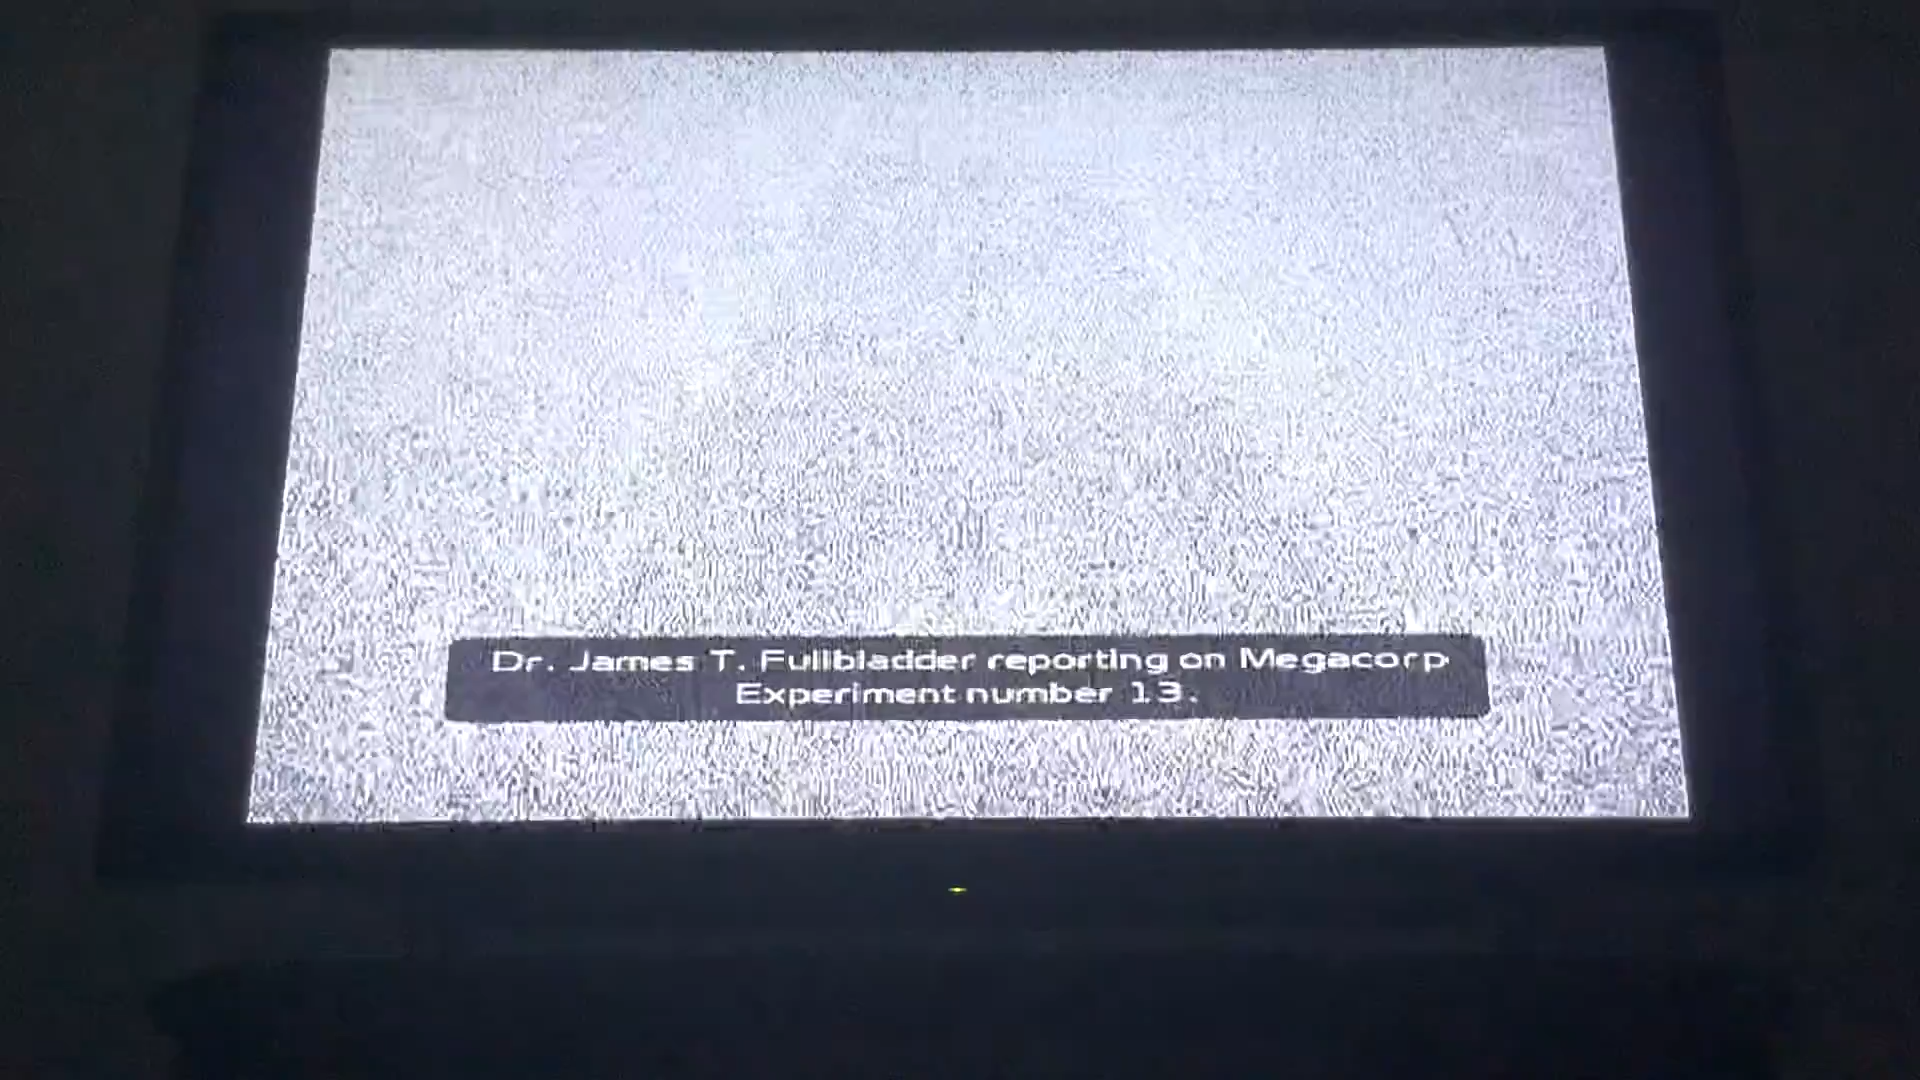 Dr. James T. Fullbladder reporting on Megacorp
Experiment number 13.